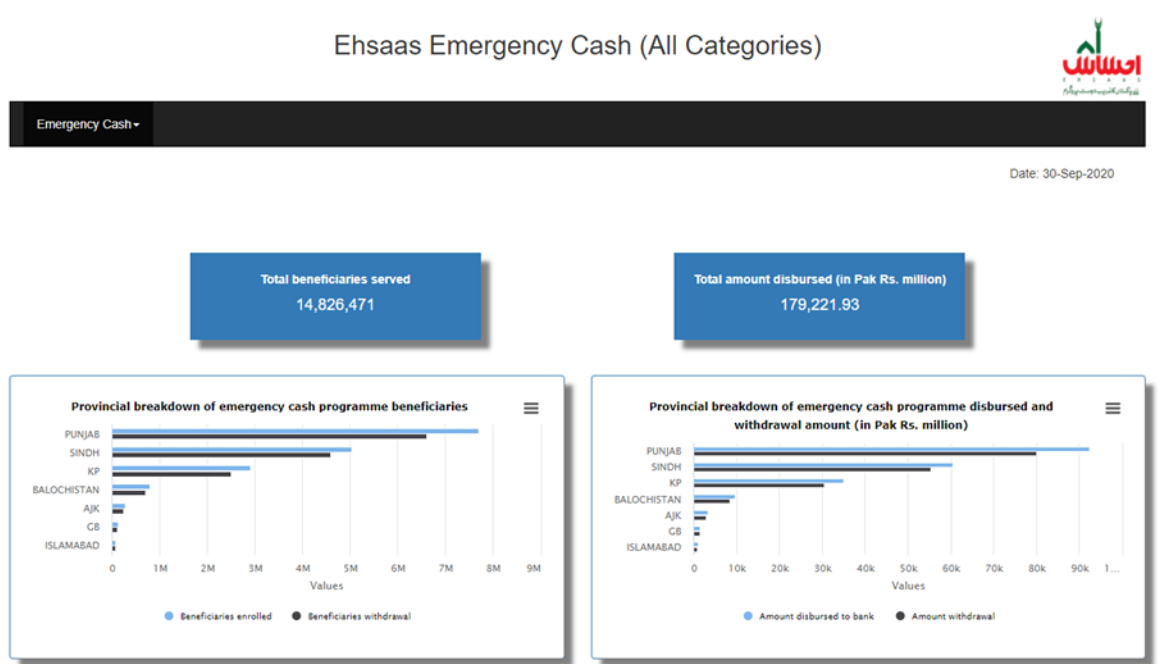 Ehsaas Emergency Cash (All Categories)
احساس
E H S A A S
Emergency Cash
Date: 30-Sep-2020
Total beneficiaries served
14,826,471
Total amount disbursed (in Pak Rs. million)
179,221.93
Provincial breakdown of emergency cash programme beneficiaries
PUNJAB
SINDH
KP
BALOCHISTAN
AJK
GB
ISLAMABAD
0 1M 2M 3M 4M 5M 6M 7M 8M 9M
Values
Beneficiaries enrolled Beneficiaries withdrawal
Provincial breakdown of emergency cash programme disbursed and
withdrawal amount (in Pak Rs. million)
PUNJAB
SINDH
KP
BALOCHISTAN
AJK
GB
ISLAMABAD
0 10k 20k 30k 40k 50k 60k 70k 80k 90k 1...
Values
Amount disbursed to bank Amount withdrawal